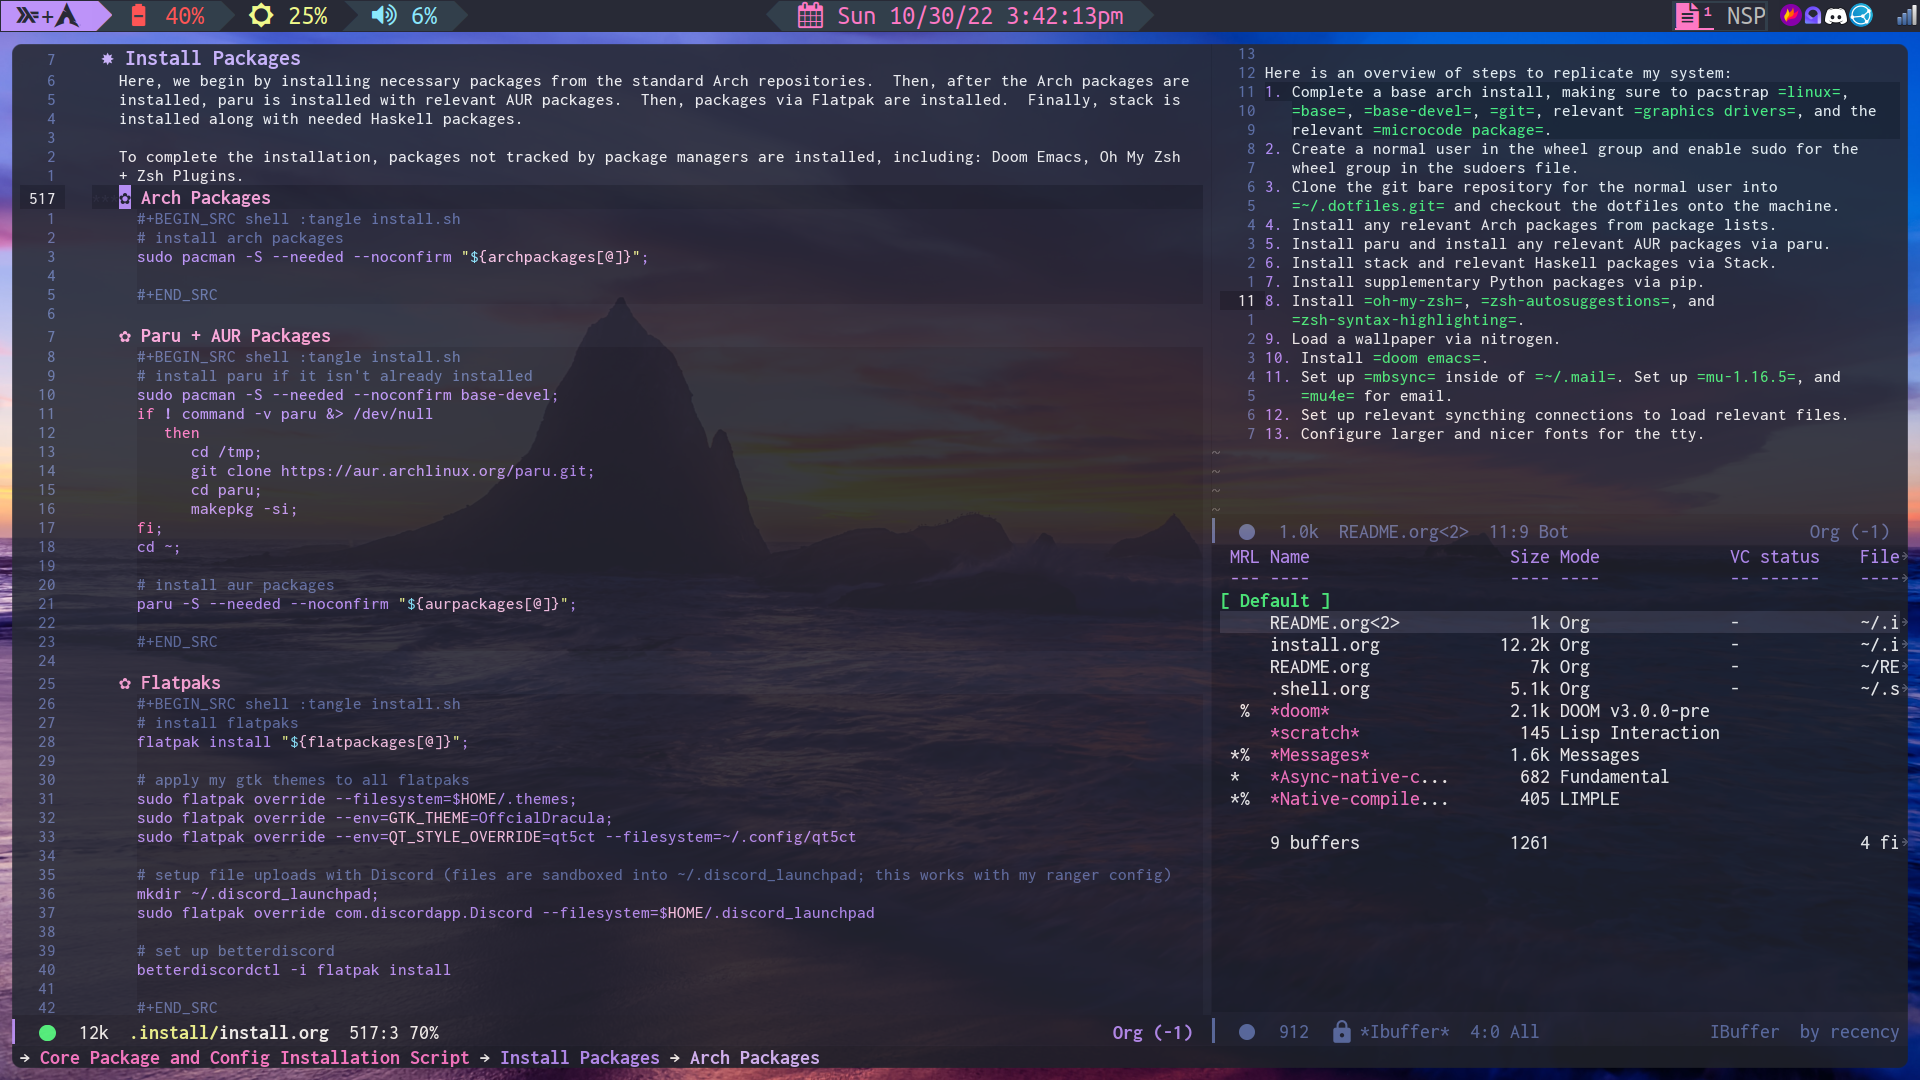 40% 25% 6% Sun 10/30/22 3:42:13pm 1 NSP
7 Install Packages
6 Here, we begin by installing necessary packages from the standard Arch repositories.  Then, after the Arch packages are
5 installed, paru is installed with relevant AUR packages.  Then, packages via Flatpak are installed.  Finally, stack is
4 installed along with needed Haskell packages.
3
2 To complete the installation, packages not tracked by package managers are installed, including: Doom Emacs, Oh My Zsh
1 + Zsh Plugins.
517 Arch Packages
1 #+BEGIN_SRC shell :tangle install.sh
2 # install arch packages
3 sudo pacman -S --needed --noconfirm "${archpackages[@]}";
4
5 #+END_SRC
6
7 Paru + AUR Packages
8 #+BEGIN_SRC shell :tangle install.sh
9 # install paru if it isn't already installed
10 sudo pacman -S --needed --noconfirm base-devel;
11 if ! command -v paru &> /dev/null
12 then
13 cd /tmp;
14 git clone https://aur.archlinux.org/paru.git;
15 cd paru;
16 makepkg -si;
17 fi;
18 cd ~;
19
20 # install aur packages
21 paru -S --needed --noconfirm "${aurpackages[@]}";
22
23 #+END_SRC
24
25 Flatpaks
26 #+BEGIN_SRC shell :tangle install.sh
27 # install flatpaks
28 flatpak install "${flatpackages[@]}";
29
30 # apply my gtk themes to all flatpaks
31 sudo flatpak override --filesystem=$HOME/.themes;
32 sudo flatpak override --env=GTK_THEME=OffcialDracula;
33 sudo flatpak override --env=QT_STYLE_OVERRIDE=qt5ct --filesystem=~/.config/qt5ct
34
35 # setup file uploads with Discord (files are sandboxed into ~/.discord_launchpad; this works with my ranger config)
36 mkdir ~/.discord_launchpad;
37 sudo flatpak override com.discordapp.Discord --filesystem=$HOME/.discord_launchpad
38
39 # set up betterdiscord
40 betterdiscordctl -i flatpak install
41
42 #+END_SRC
12k .install/install.org 517:3 70% Org (-1)
→ Core Package and Config Installation Script → Install Packages → Arch Packages
13
12 Here is an overview of steps to replicate my system:
11 1. Complete a base arch install, making sure to pacstrap =linux=,
10 =base=, =base-devel=, =git=, relevant =graphics drivers=, and the
9 relevant =microcode package=.
8 2. Create a normal user in the wheel group and enable sudo for the
7 wheel group in the sudoers file.
6 3. Clone the git bare repository for the normal user into
5 =~/.dotfiles.git= and checkout the dotfiles onto the machine.
4 4. Install any relevant Arch packages from package lists.
3 5. Install paru and install any relevant AUR packages via paru.
2 6. Install stack and relevant Haskell packages via Stack.
1 7. Install supplementary Python packages via pip.
11 8. Install =oh-my-zsh=, =zsh-autosuggestions=, and
1 =zsh-syntax-highlighting=.
2 9. Load a wallpaper via nitrogen.
3 10. Install =doom emacs=.
4 11. Set up =mbsync= inside of =~/.mail=. Set up =mu-1.16.5=, and
5 =mu4e= for email.
6 12. Set up relevant syncthing connections to load relevant files.
7 13. Configure larger and nicer fonts for the tty.
~
~
~
~
1.0k README.org<2> 11:9 Bot Org (-1)
MRL Name Size Mode VC status File
--- ---- ---- ---- -- ------ ----
[ Default ]
README.org<2> 1k Org - ~/.i
install.org 12.2k Org - ~/.i
README.org 7k Org - ~/RE
.shell.org 5.1k Org - ~/.s
% *doom* 2.1k DOOM v3.0.0-pre
*scratch* 145 Lisp Interaction
*% *Messages* 1.6k Messages
* *Async-native-c... 682 Fundamental
*% *Native-compile... 405 LIMPLE
9 buffers 1261 4 fi
912 *Ibuffer* 4:0 All IBuffer by recency